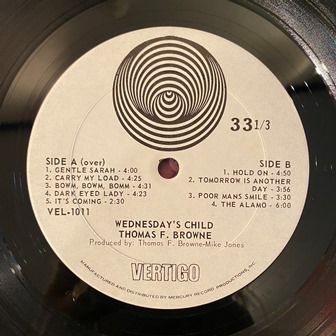 33 1/3
SIDE A (over)
1. GENTLE SARAH - 4:00
2. CARRY MY LOAD - 4:25
3. BOWM, BOWM, BOMM - 4:31
4. DARK EYED LADY - 4:23
5. IT'S COMING - 2:30
VEL-1011
SIDE B
1. HOLD ON - 4:50
2. TOMORROW IS ANOTHER
DAY - 3:56
3. POOR MANS SMILE - 3:30
4. THE ALAMO - 6:00
WEDNESDAY'S CHILD
THOMAS F. BROWNE
Produced by: Thomas F. Browne-Mike Jones
VERTIGO
MANUFACTURED AND DISTRIBUTED BY MERCURY RECORD PRODUCTIONS, INC.